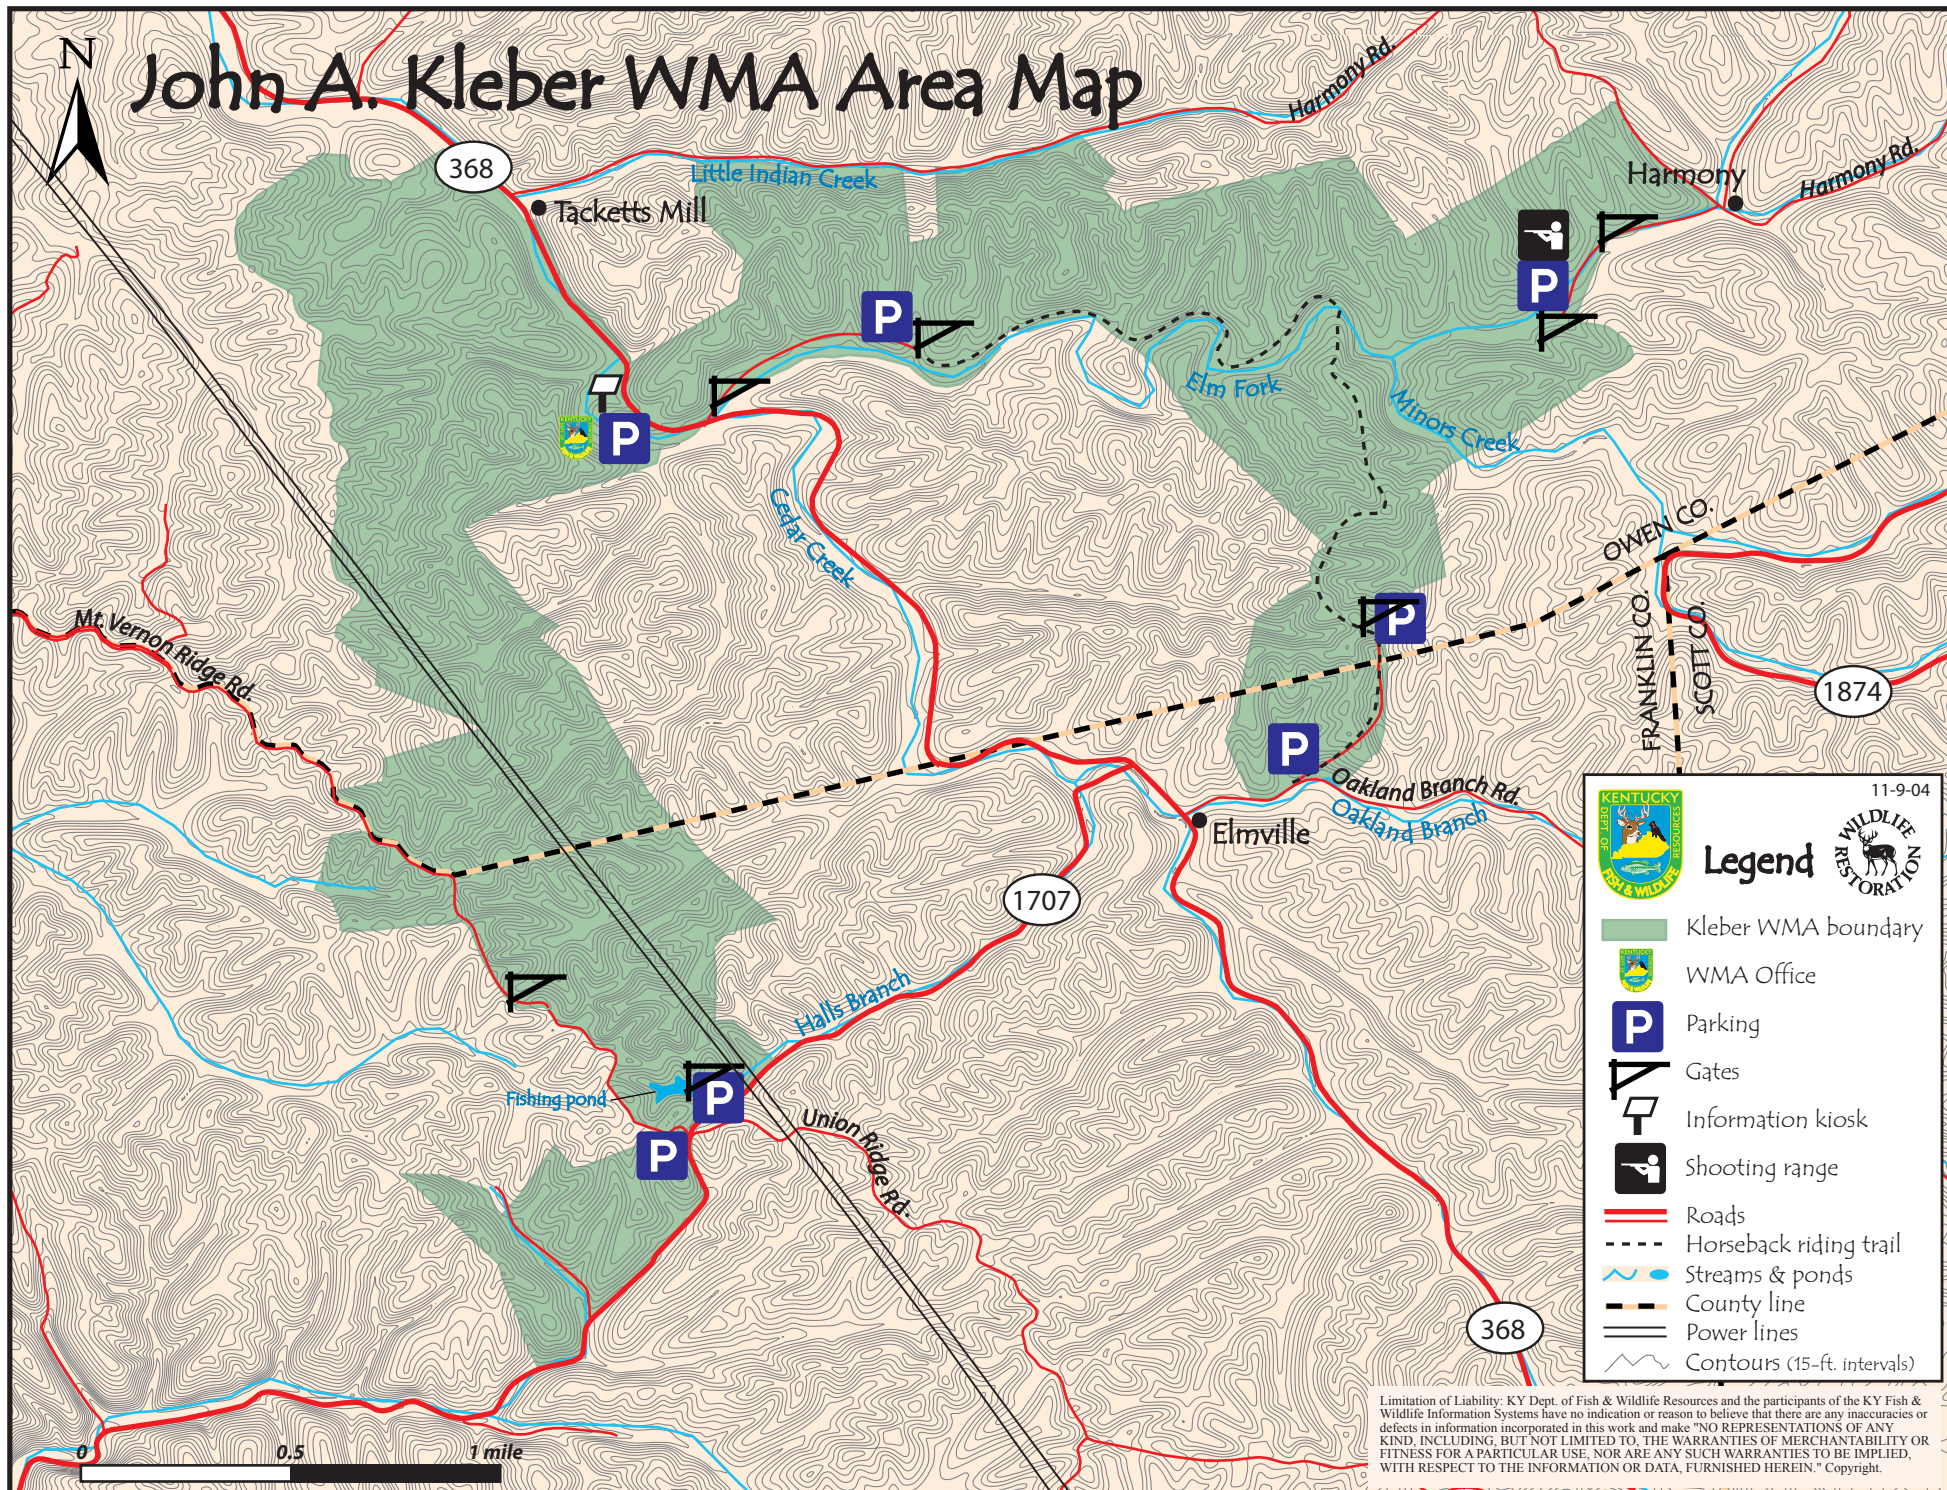 N
John A. Kleber WMA Area Map
Harmony Rd.
368
Little Indian Creek
Tacketts Mill
Harmony
Harmony Rd.
P
P
P
Elm Fork
Minors Creek
Cedar Creek
OWEN CO.
FRANKLIN CO.
SCOTT CO.
Mt. Vernon Ridge Rd.
P
1874
P
Oakland Branch Rd.
Oakland Branch
Elmville
1707
Halls Branch
Fishing pond
P
Union Ridge Rd.
P
368
11-9-04
KENTUCKY
DEPT. OF
RESOURCES
FISH & WILDLIFE
Legend
WILDLIFE
RESTORATION
Kleber WMA boundary
WMA Office
P
Parking
Gates
Information kiosk
Shooting range
Roads
Horseback riding trail
Streams & ponds
County line
Power lines
Contours (15-ft. intervals)
0 0.5 1 mile
Limitation of Liability: KY Dept. of Fish & Wildlife Resources and the participants of the KY Fish &
Wildlife Information Systems have no indication or reason to believe that there are any inaccuracies or
defects in information incorporated in this work and make "NO REPRESENTATIONS OF ANY
KIND, INCLUDING, BUT NOT LIMITED TO, THE WARRANTIES OF MERCHANTABILITY OR
FITNESS FOR A PARTICULAR USE, NOR ARE ANY SUCH WARRANTIES TO BE IMPLIED,
WITH RESPECT TO THE INFORMATION OR DATA, FURNISHED HEREIN." Copyright.